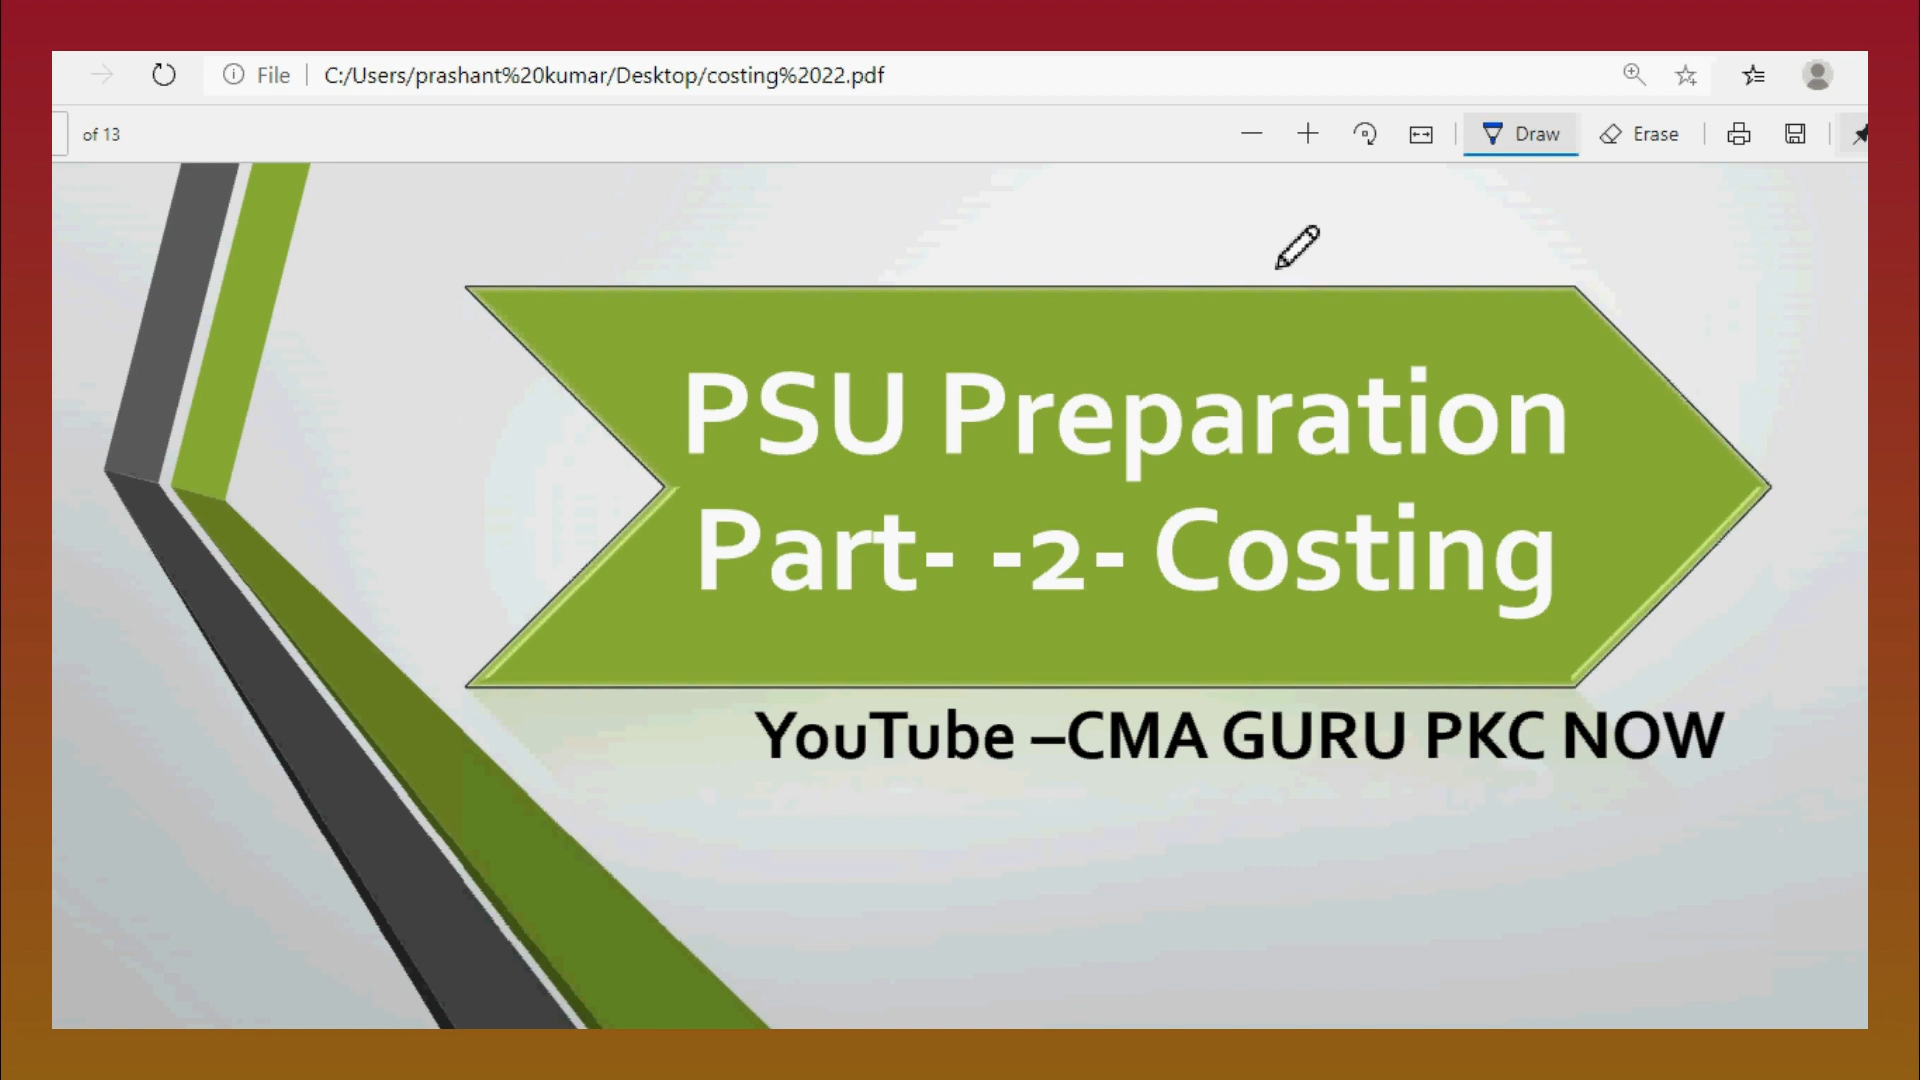 File C:/Users/prashant%20kumar/Desktop/costing%2022.pdf
of 13 Draw Erase
PSU Preparation
Part- -2- Costing
YouTube –CMA GURU PKC NOW